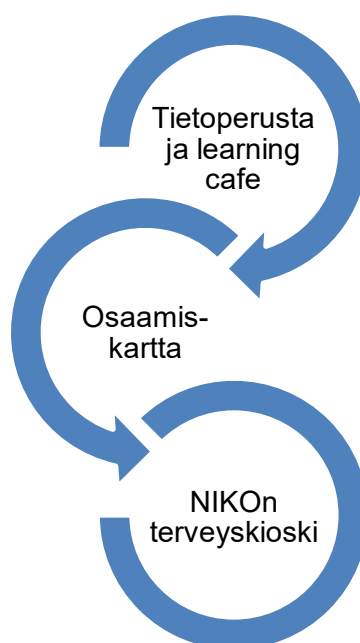 Tietoperusta
ja learning
cafe
Osaamis-
kartta
NIKOn
terveyskioski